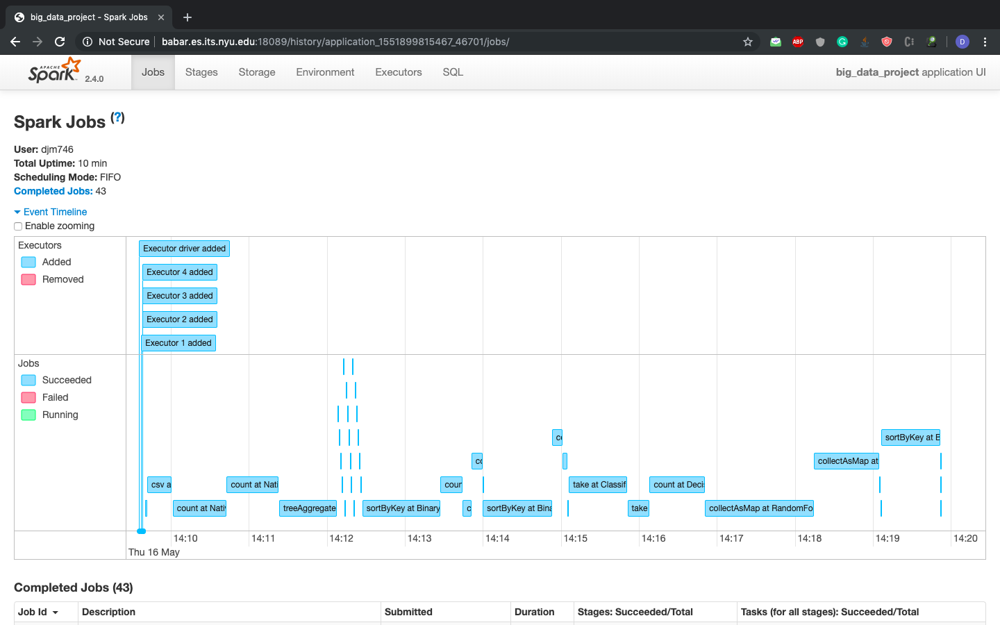 big_data_project - Spark Jobs
Not Secure babar.es.its.nyu.edu:18089/history/application_1551899815467_46701/jobs/
ABP
D
APACHE Spark 2.4.0 Jobs Stages Storage Environment Executors SQL big_data_project application UI
Spark Jobs (?)
User: djm746
Total Uptime: 10 min
Scheduling Mode: FIFO
Completed Jobs: 43
Event Timeline
Enable zooming
Executors
Added
Removed
Executor driver added
Executor 4 added
Executor 3 added
Executor 2 added
Executor 1 added
Jobs
Succeeded
Failed
Running
co
sortByKey at B
co
collectAsMap at
csv a
count at Nati
coun
take at Classif
count at Deci
count at Nati
treeAggregate
sortByKey at Binary
c
sortByKey at Bina
take
collectAsMap at RandomFo
14:10 14:11 14:12 14:13 14:14 14:15 14:16 14:17 14:18 14:19 14:20
Thu 16 May
Completed Jobs (43)
Job Id Description Submitted Duration Stages: Succeeded/Total Tasks (for all stages): Succeeded/Total